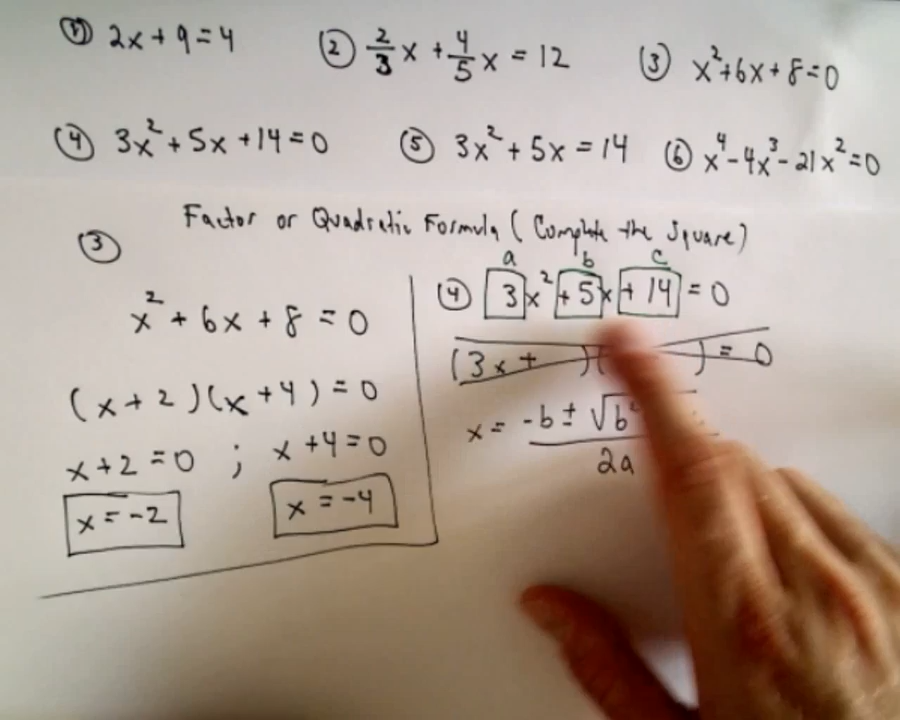 ① 2x + 9 = 4 ② 2/3 x + 4/5 x = 12 ③ x² + 6x + 8 = 0
④ 3x² + 5x + 14 = 0 ⑤ 3x² + 5x = 14 ⑥ x⁴ - 4x³ - 21x² = 0
Factor or Quadratic Formula (Complete the Square)
③
x² + 6x + 8 = 0
(x + 2)(x + 4) = 0
x + 2 = 0 ; x + 4 = 0
x = -2 x = -4
a b c
④ 3x² + 5x + 14 = 0
(3x + )( ) = 0
x = -b ± √b
2a